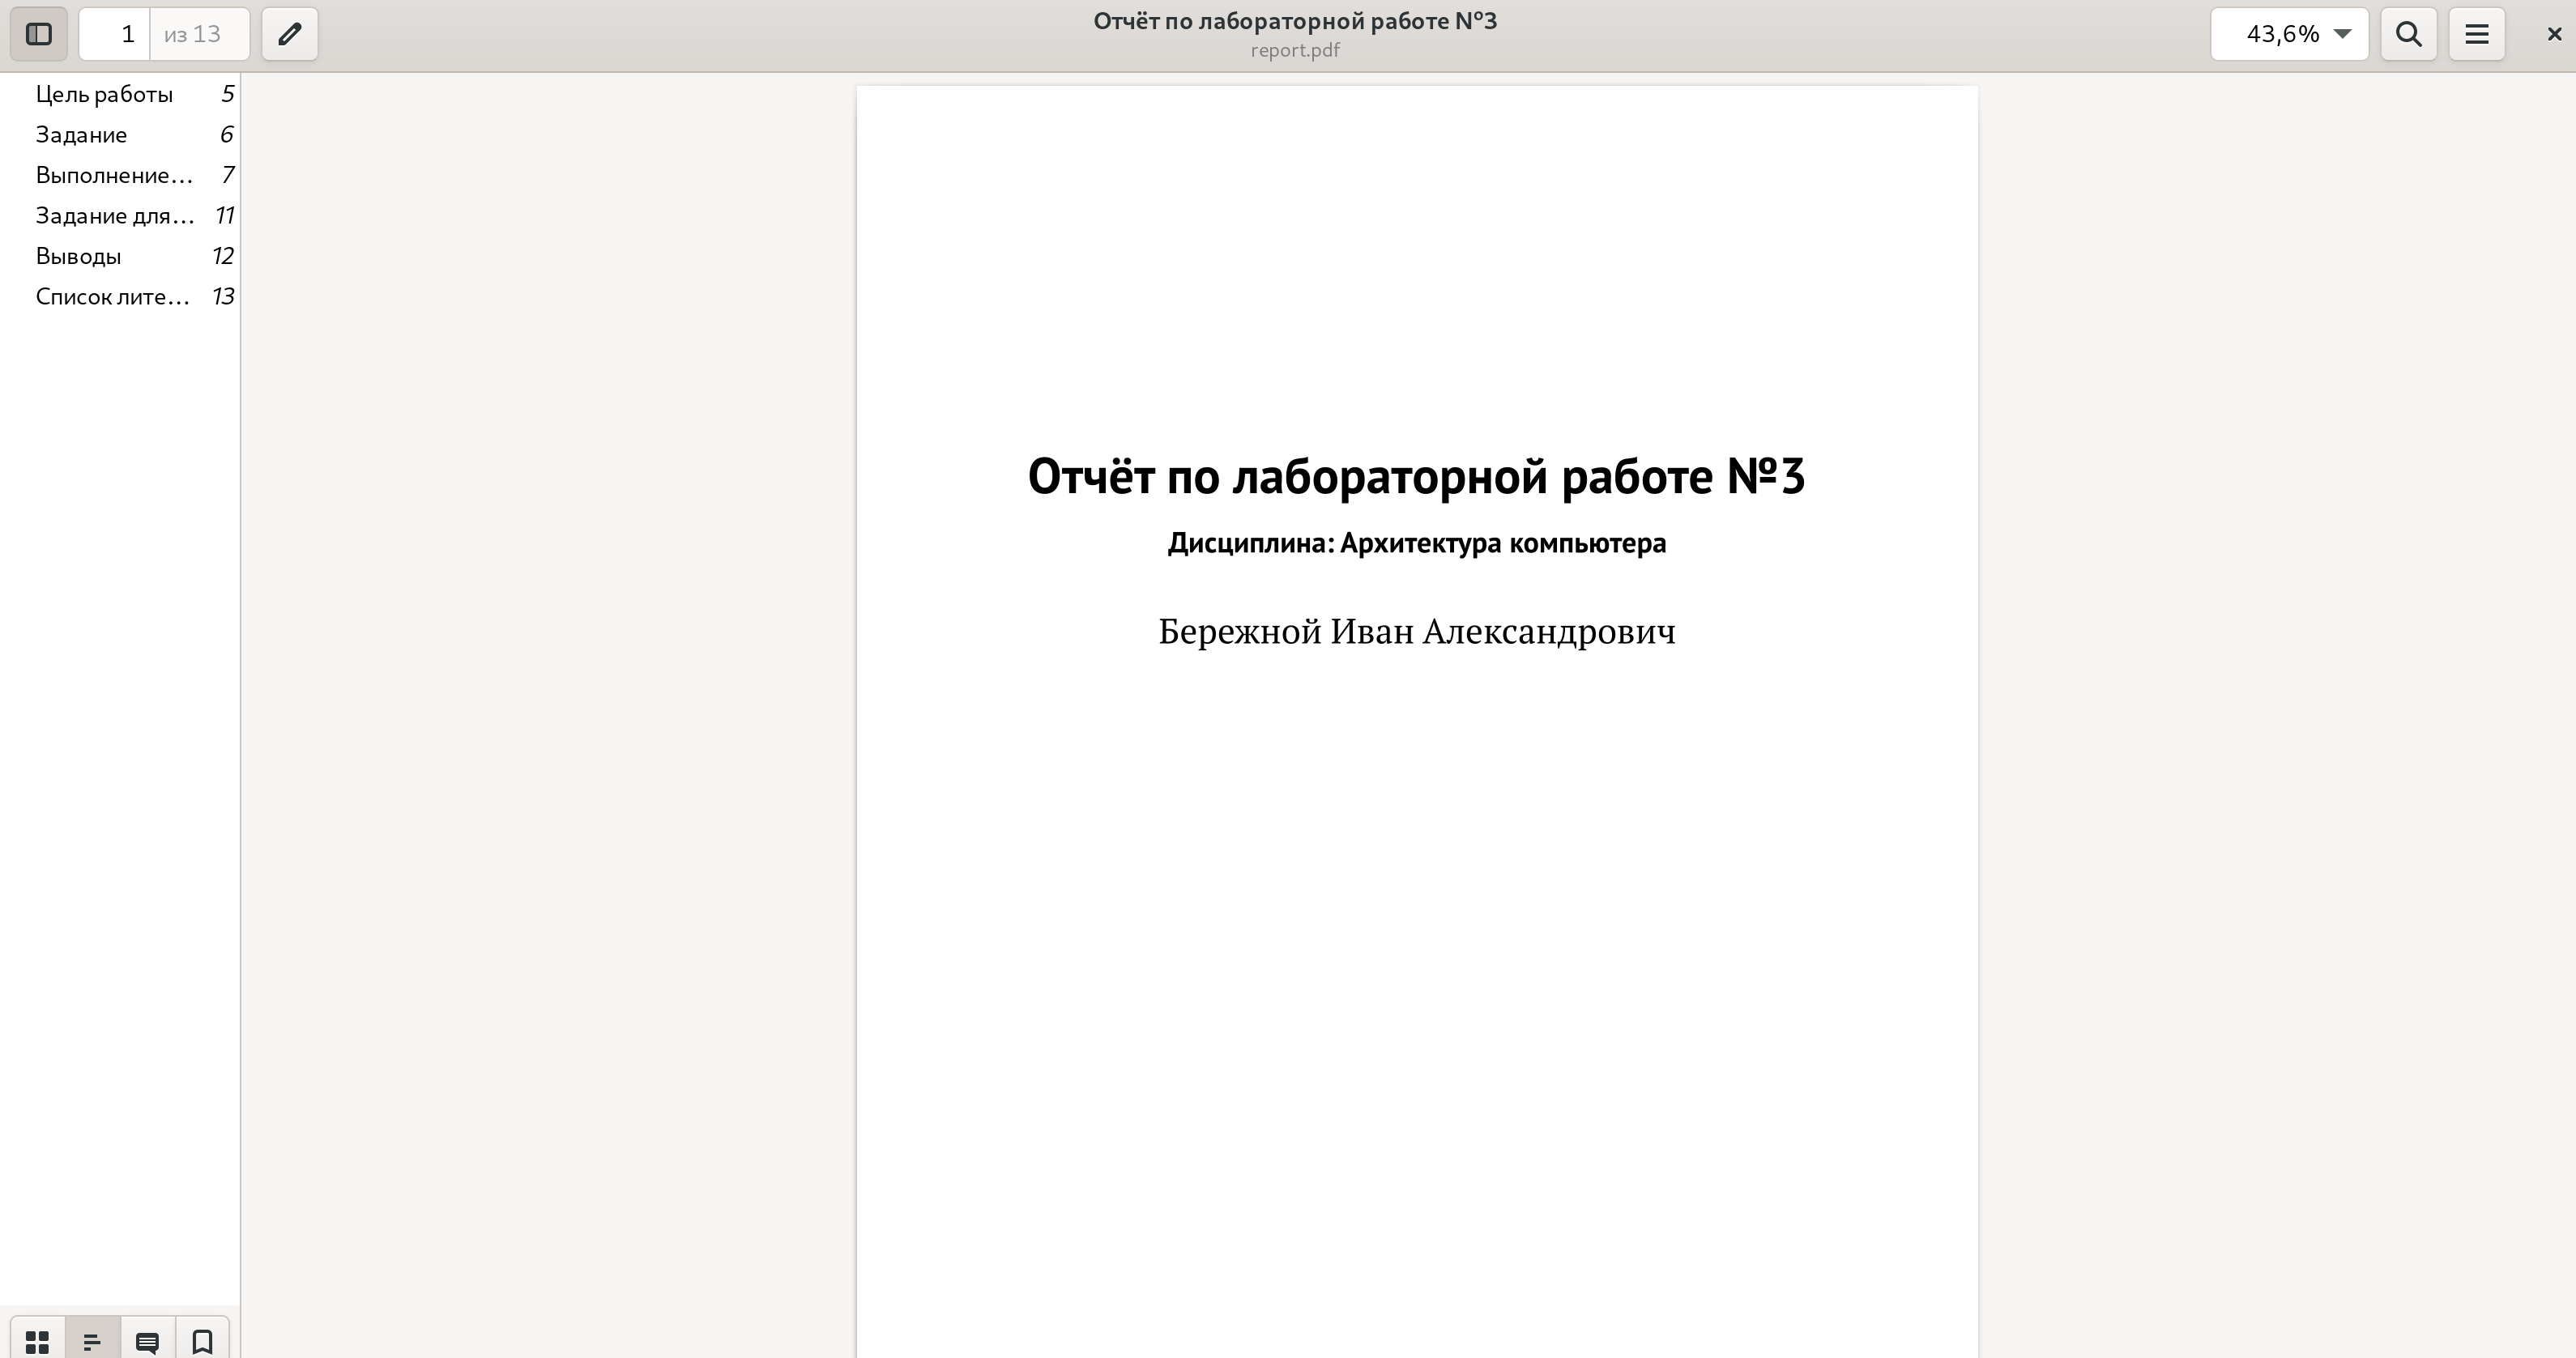 1 из 13
Отчёт по лабораторной работе №3
report.pdf
43,6%
Цель работы 5
Задание 6
Выполнение… 7
Задание для… 11
Выводы 12
Список лите… 13
Отчёт по лабораторной работе №3
Дисциплина: Архитектура компьютера
Бережной Иван Александрович